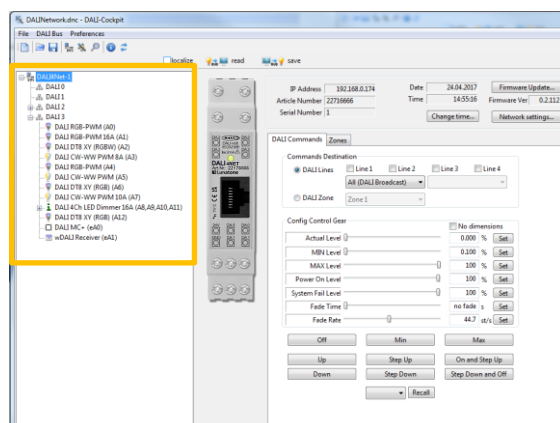 DALINetwork.dnc - DALI-Cockpit
File DALI Bus Preferences
localize read save
DALI4Net-1
DALI 0
DALI 1
DALI 2
DALI 3
DALI RGB-PWM (A0)
DALI RGB-PWM 16A (A1)
DALI DT8 XY (RGBW) (A2)
DALI CW-WW PWM 8A (A3)
DALI RGB-PWM (A4)
DALI CW-WW PWM (A5)
DALI DT8 XY (RGB) (A6)
DALI CW-WW PWM 10A (A7)
DALI 4Ch LED Dimmer 16A (A8,A9,A10,A11)
DALI DT8 XY (RGB) (A12)
DALI MC+ (eA0)
wDALI Receiver (eA1)
DALI 4NET
Art.Nr. 22176666
Lunatone
IP Address 192.168.0.174 Date 24.04.2017 Firmware Update...
Article Number 22716666 Time 14:55:16 Firmware Ver 0.2.112
Serial Number 1 Change time... Network settings...
DALI Commands Zones
Commands Destination
DALI Lines Line 1 Line 2 Line 3 Line 4
All (DALI Broadcast)
DALI Zone Zone 1
Config Control Gear
No dimensions
Actual Level 0.000 % Set
MIN Level 0.100 % Set
MAX Level 100 % Set
Power On Level 100 % Set
System Fail Level 100 % Set
Fade Time no fade s Set
Fade Rate 44.7 st/s Set
Off Min Max
Up Step Up On and Step Up
Down Step Down Step Down and Off
Recall